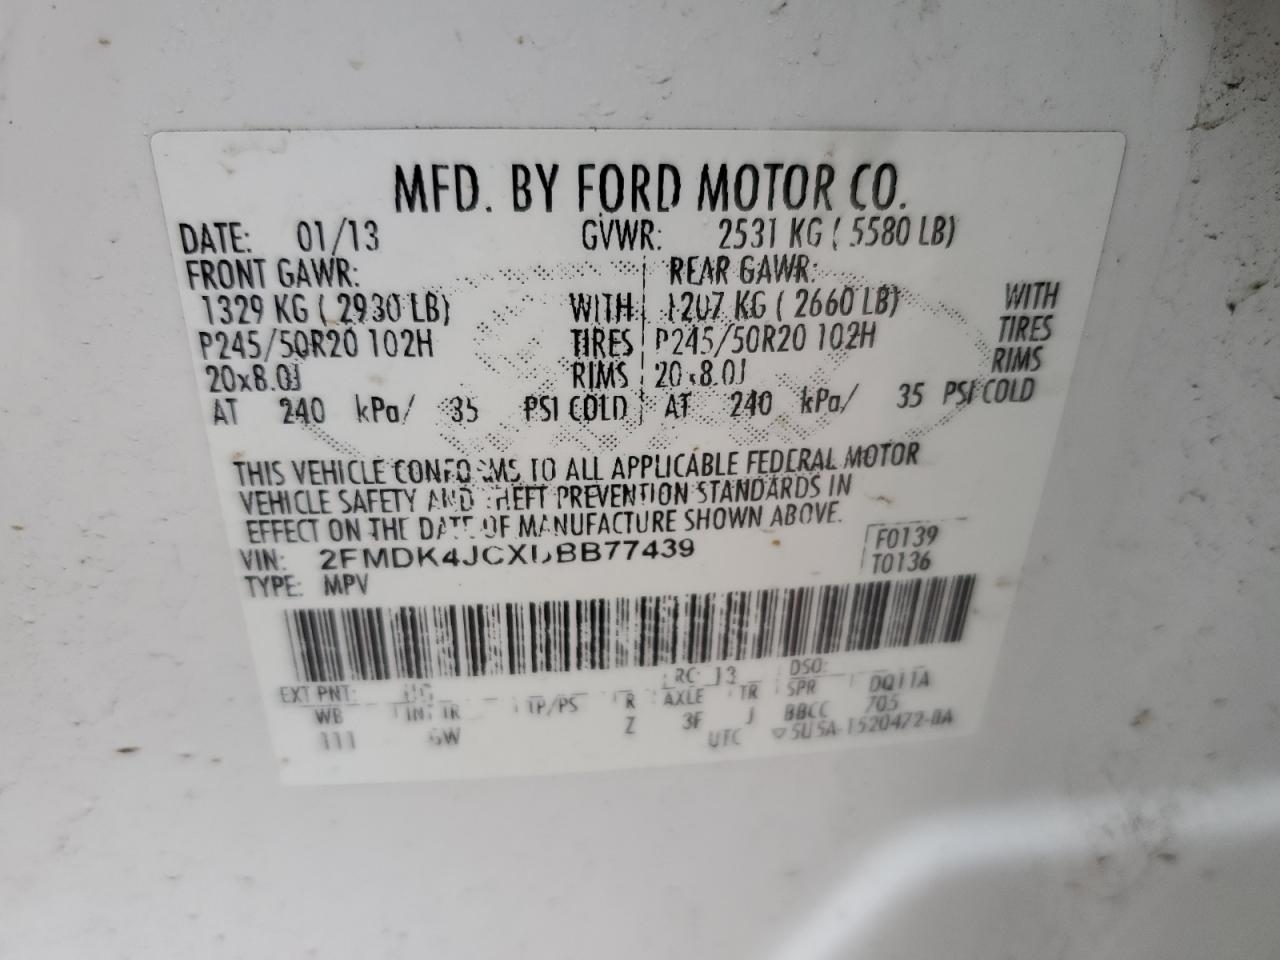 MFD. BY FORD MOTOR CO.
DATE: 01/13 GVWR: 2531 KG ( 5580 LB)
FRONT GAWR: REAR GAWR:
1329 KG ( 2930 LB) WITH 1207 KG ( 2660 LB) WITH
P245/50R20 102H TIRES P245/50R20 102H TIRES
20x8.0J RIMS 20x8.0J RIMS
AT 240 kPa/ 35 PSI COLD AT 240 kPa/ 35 PSI COLD
THIS VEHICLE CONFORMS TO ALL APPLICABLE FEDERAL MOTOR
VEHICLE SAFETY AND THEFT PREVENTION STANDARDS IN
EFFECT ON THE DATE OF MANUFACTURE SHOWN ABOVE.
VIN: F0139
TYPE: MPV T0136
EXT PNT: RC: 13 DSO:
WB INT TR TP/PS R AXLE TR SPR DQ11A
Z 3F J BBCC 705
UTC